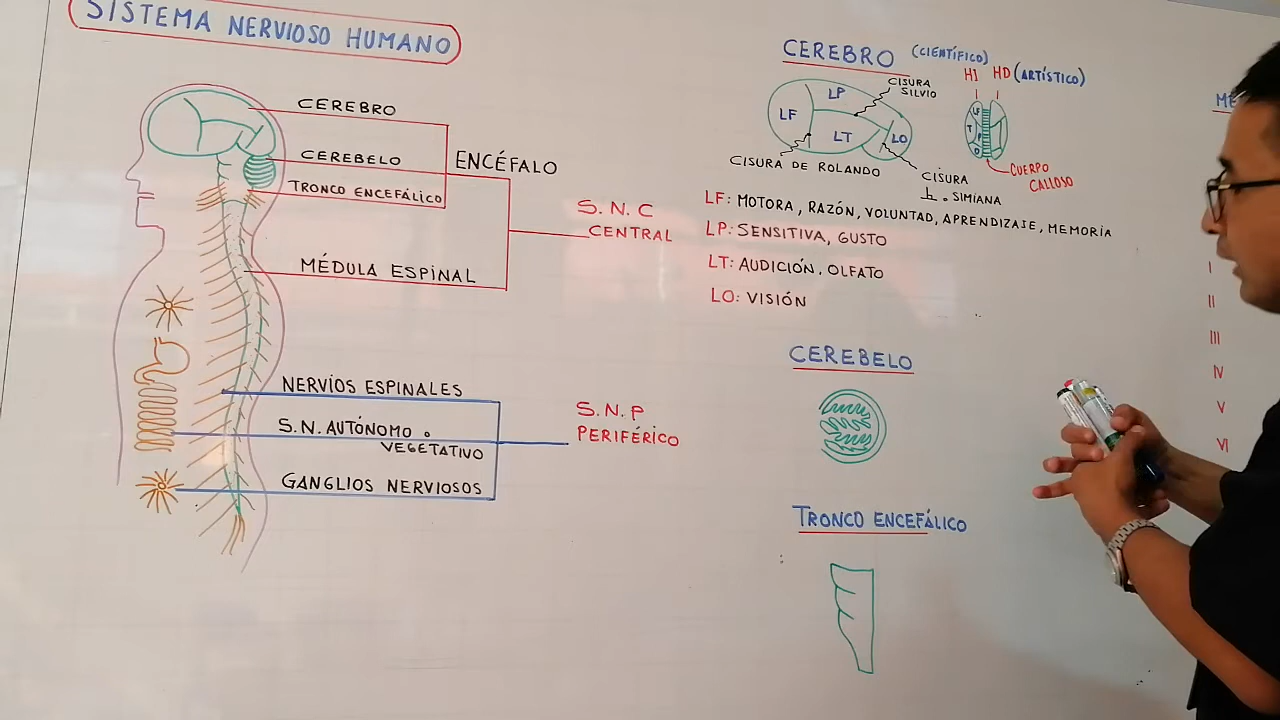 SISTEMA NERVIOSO HUMANO
CEREBRO
CEREBELO
TRONCO ENCEFÁLICO
ENCÉFALO
MÉDULA ESPINAL
S. N. C
CENTRAL
NERVIOS ESPINALES
S.N. AUTÓNOMO o
VEGETATIVO
GANGLIOS NERVIOSOS
S. N. P
PERIFÉRICO
CEREBRO
(CIENTÍFICO)
HI HD (ARTÍSTICO)
CISURA
SILVIO
LP
LF
LT
LO
CISURA DE ROLANDO
CISURA
⊥ o SIMIANA
LF
T
P
O
CUERPO
CALLOSO
LF: MOTORA, RAZÓN, VOLUNTAD, APRENDIZAJE, MEMORIA
LP: SENSITIVA, GUSTO
LT: AUDICIÓN, OLFATO
LO: VISIÓN
CEREBELO
TRONCO ENCEFÁLICO
I
II
III
IV
V
VI